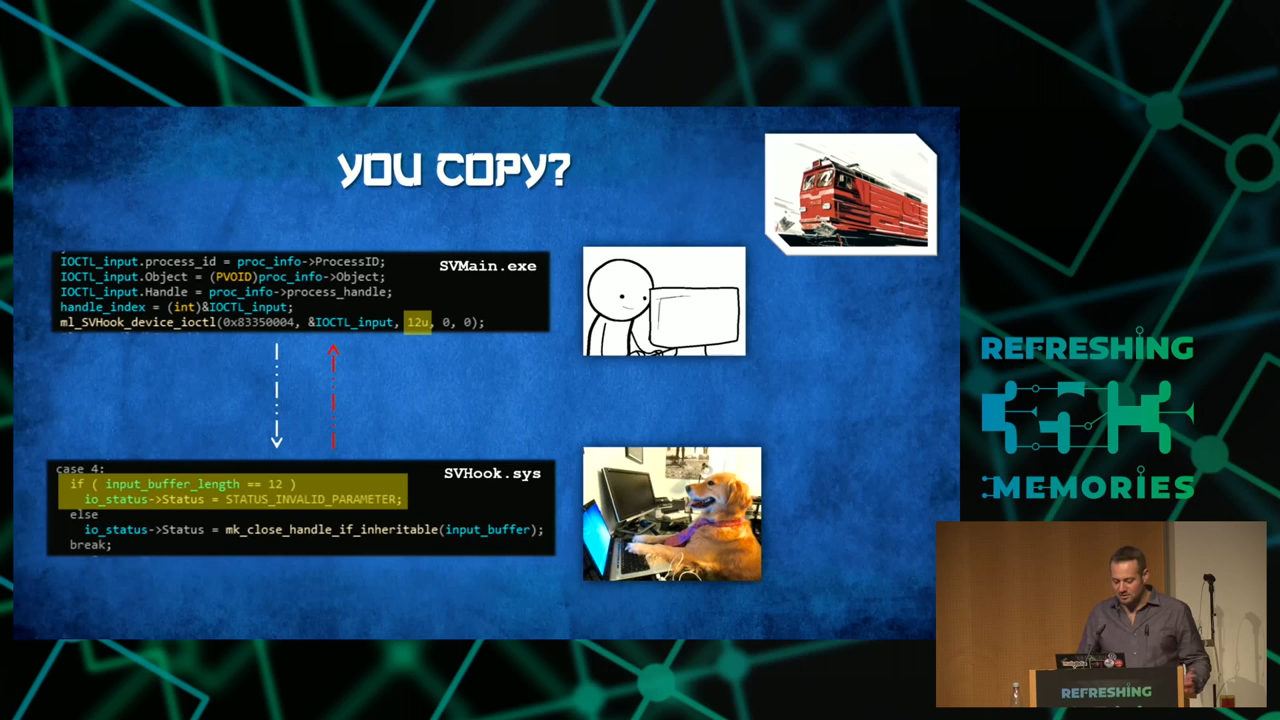 YOU COPY?
IOCTL_input.process_id = proc_info->ProcessID;
IOCTL_input.Object = (PVOID)proc_info->Object;
IOCTL_input.Handle = proc_info->process_handle;
handle_index = (int)&IOCTL_input;
ml_SVHook_device_ioctl(0x83350004, &IOCTL_input, 12u, 0, 0);
SVMain.exe
case 4:
if ( input_buffer_length == 12 )
io_status->Status = STATUS_INVALID_PARAMETER;
else
io_status->Status = mk_close_handle_if_inheritable(input_buffer);
break;
SVHook.sys
REFRESHING
MEMORIES
REFRESHING